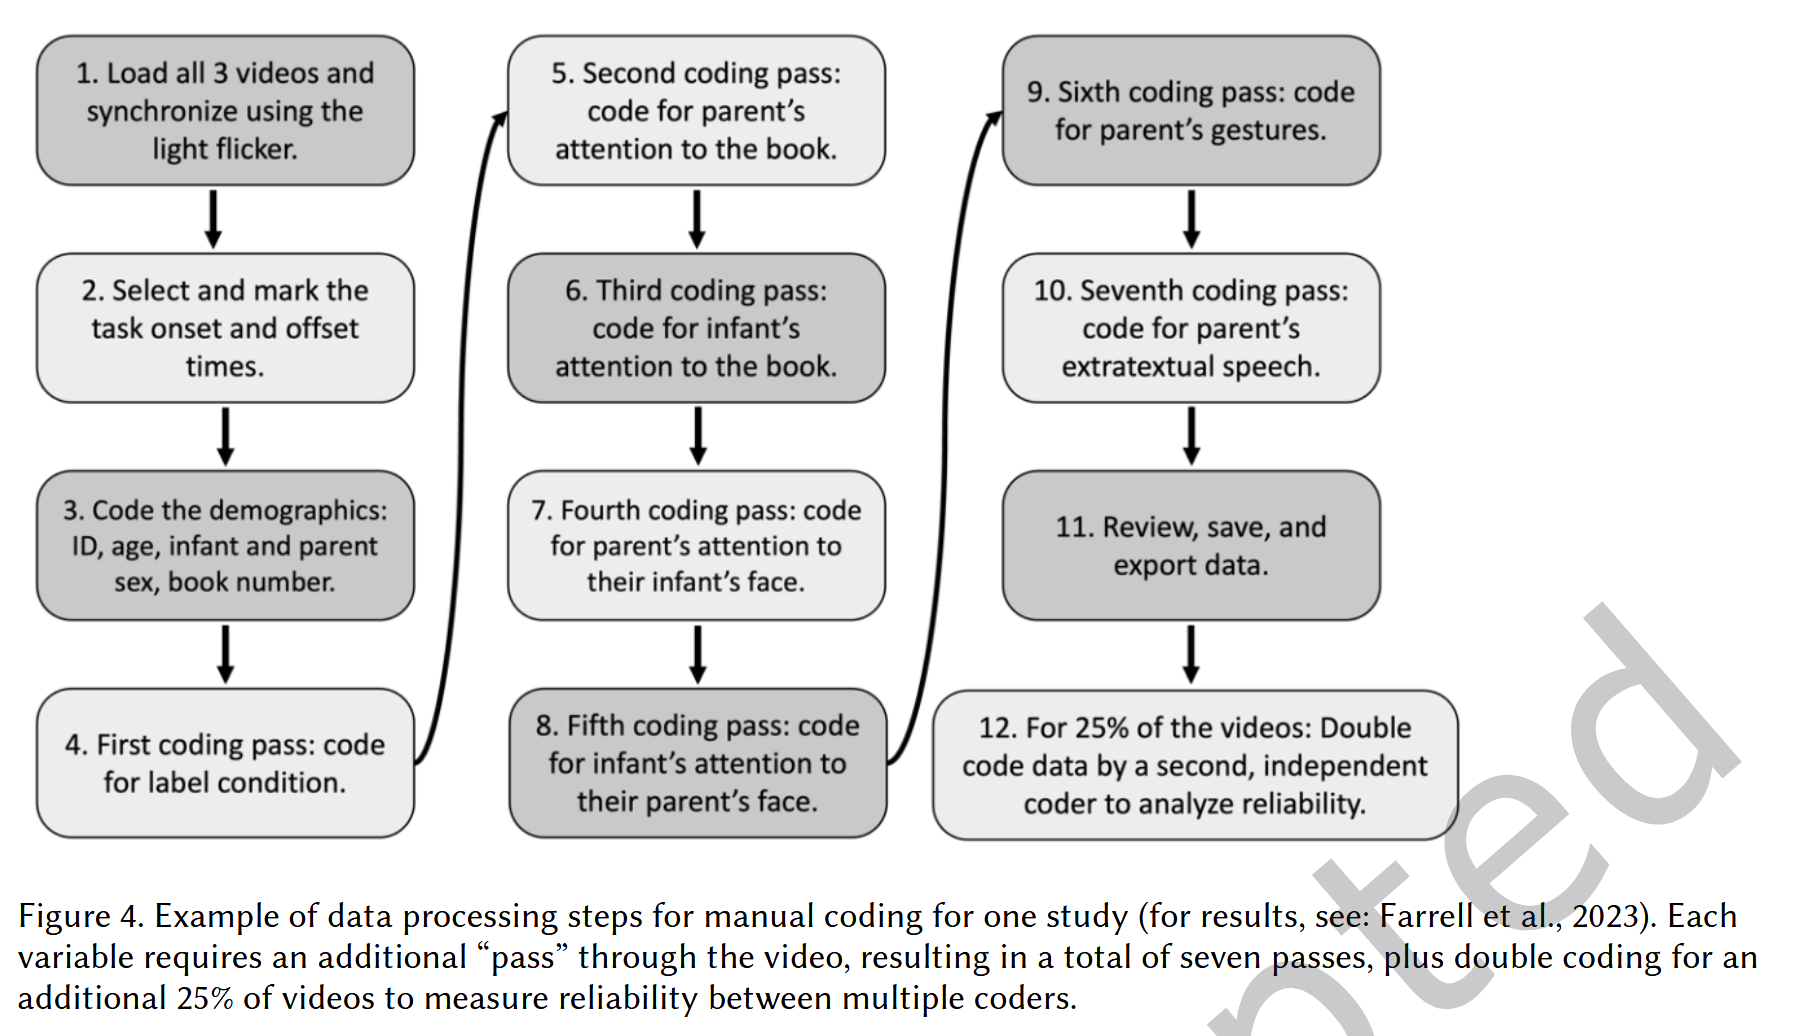 1. Load all 3 videos and
synchronize using the
light flicker.
2. Select and mark the
task onset and offset
times.
3. Code the demographics:
ID, age, infant and parent
sex, book number.
4. First coding pass: code
for label condition.
5. Second coding pass:
code for parent’s
attention to the book.
6. Third coding pass:
code for infant’s
attention to the book.
7. Fourth coding pass: code
for parent’s attention to
their infant’s face.
8. Fifth coding pass: code
for infant’s attention to
their parent’s face.
9. Sixth coding pass: code
for parent’s gestures.
10. Seventh coding pass:
code for parent’s
extratextual speech.
11. Review, save, and
export data.
12. For 25% of the videos: Double
code data by a second, independent
coder to analyze reliability.
Figure 4. Example of data processing steps for manual coding for one study (for results, see: Farrell et al., 2023). Each
variable requires an additional “pass” through the video, resulting in a total of seven passes, plus double coding for an
additional 25% of videos to measure reliability between multiple coders.
pted